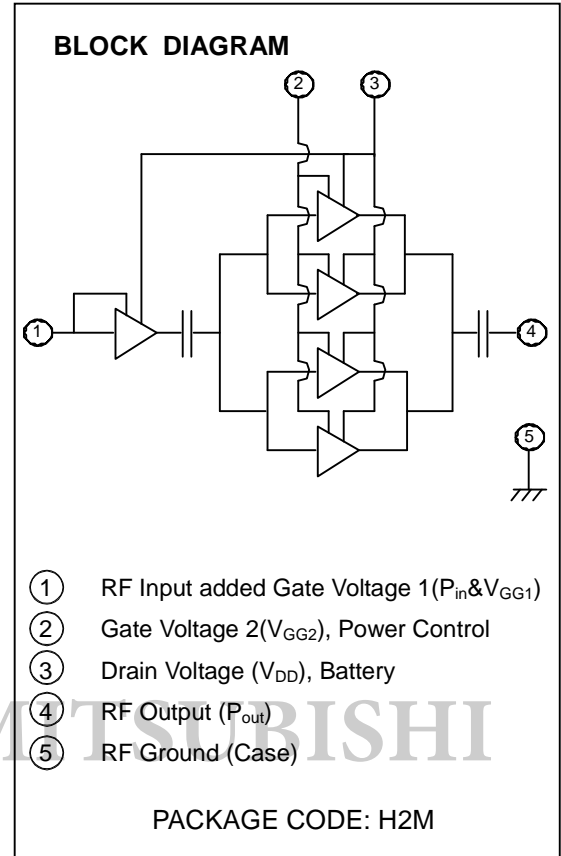 BLOCK DIAGRAM
2 3
1
4
5
1 RF Input added Gate Voltage 1(Pin&VGG1)
2 Gate Voltage 2(VGG2), Power Control
3 Drain Voltage (VDD), Battery
4 RF Output (Pout)
5 RF Ground (Case)
MITSUBISHI
PACKAGE CODE: H2M